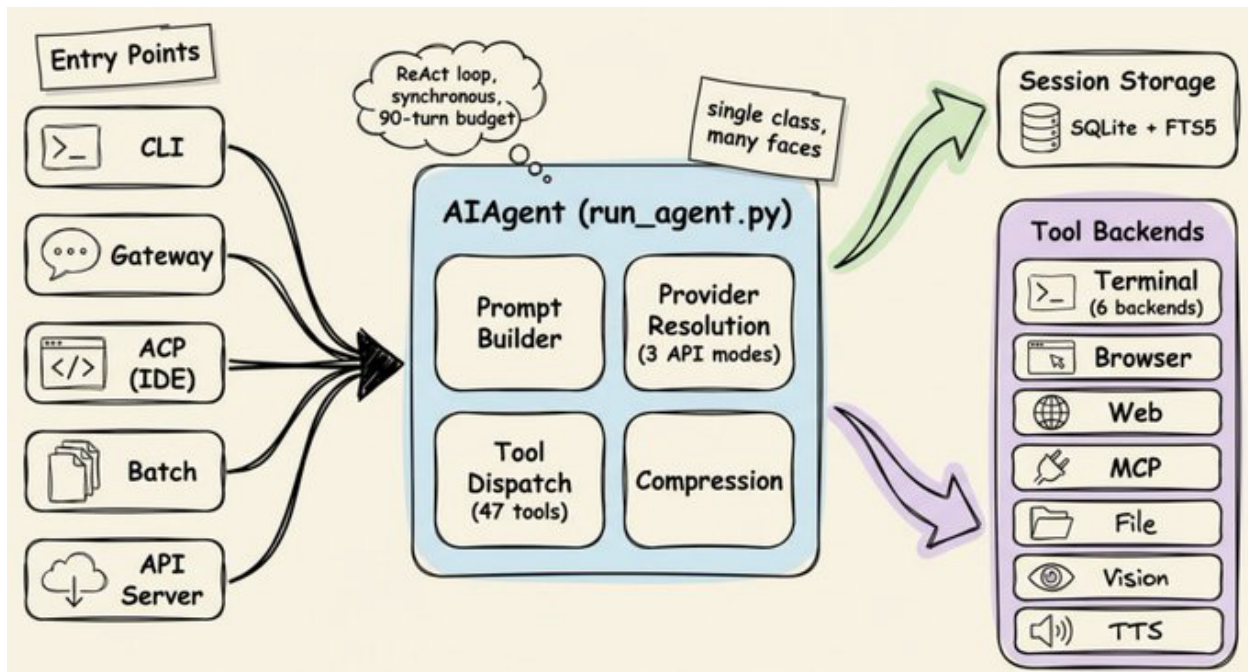 Entry Points
CLI
Gateway
ACP
(IDE)
Batch
API
Server
ReAct loop,
synchronous,
90-turn budget
single class,
many faces
AIAgent (run_agent.py)
Prompt
Builder
Provider
Resolution
(3 API modes)
Tool
Dispatch
(47 tools)
Compression
Session Storage
SQLite + FTS5
Tool Backends
Terminal
(6 backends)
Browser
Web
MCP
File
Vision
TTS